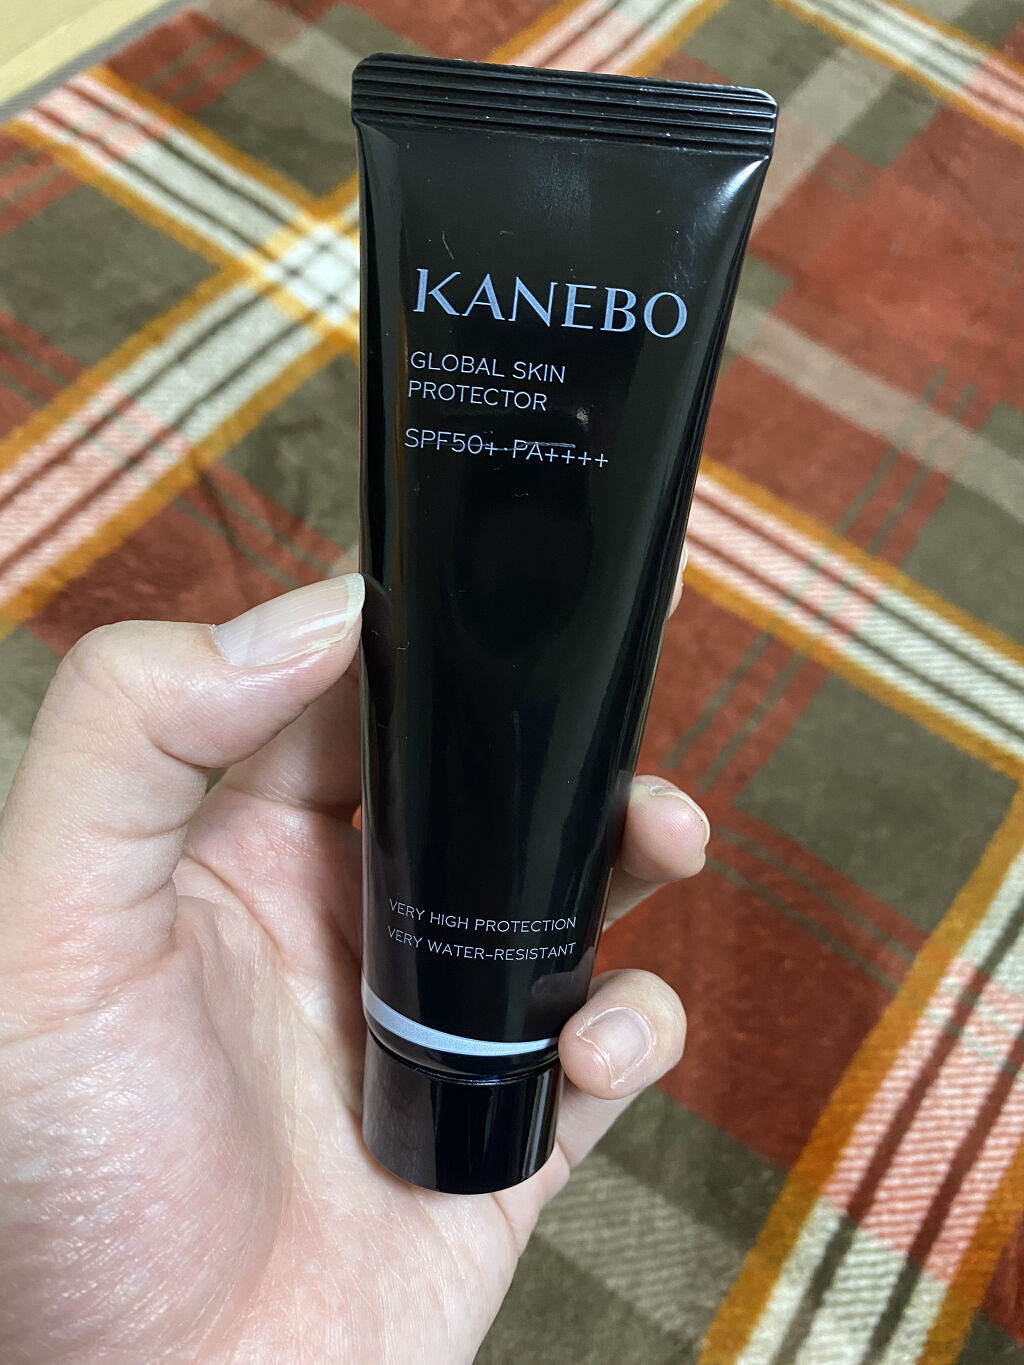 KANEBO
GLOBAL SKIN
PROTECTOR
SPF50+・PA++++
VERY HIGH PROTECTION
VERY WATER-RESISTANT